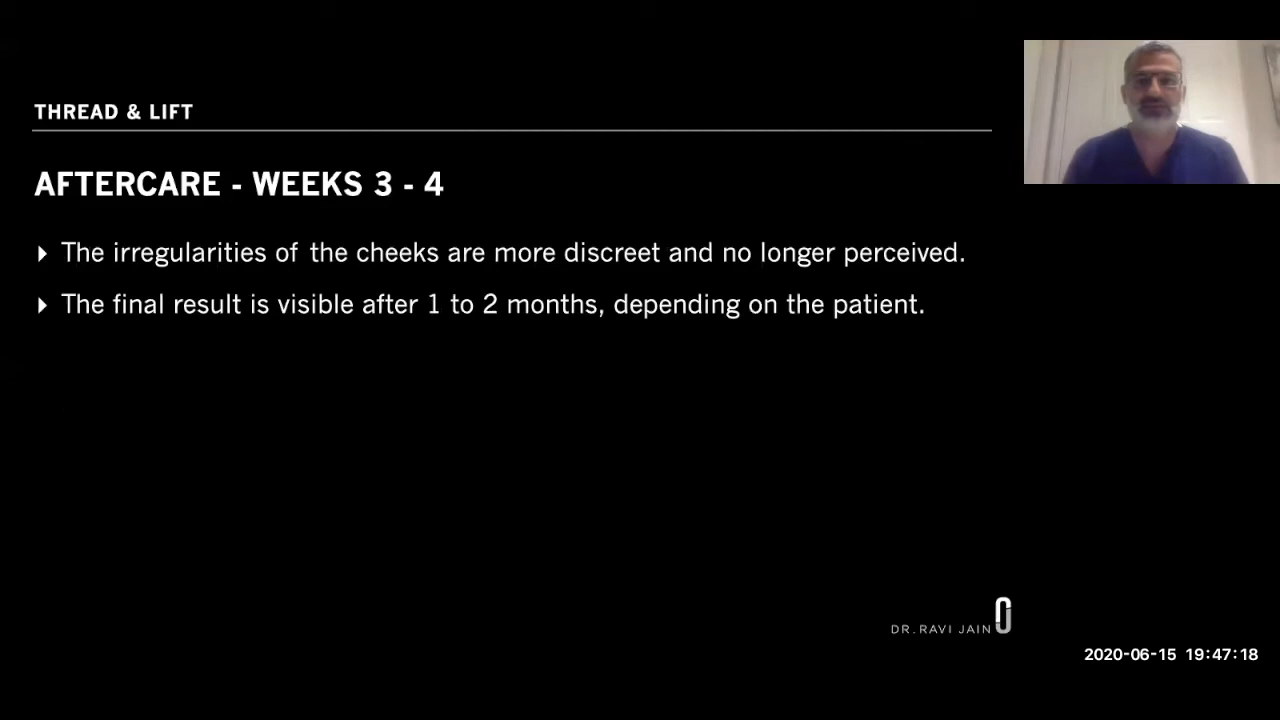 THREAD & LIFT
AFTERCARE - WEEKS 3 - 4
The irregularities of the cheeks are more discreet and no longer perceived.
The final result is visible after 1 to 2 months, depending on the patient.
DR. RAVI JAIN
2020-06-15 19:47:18